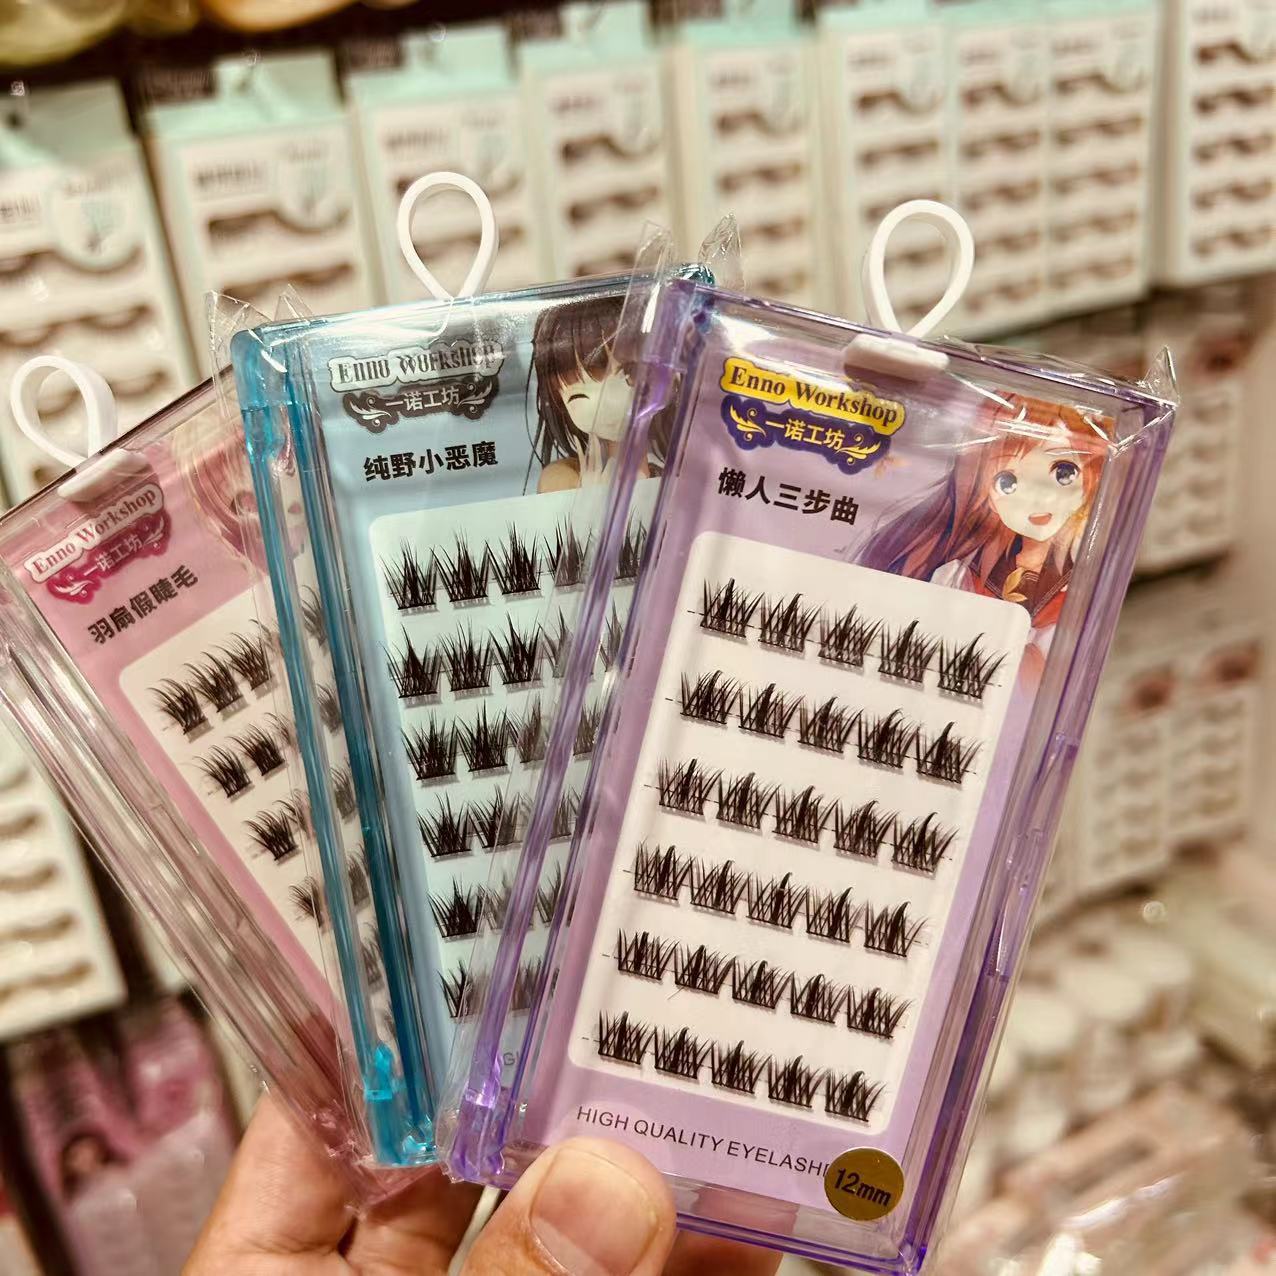 Enno Workshop
一诺工坊
羽扇假睫毛
Enno Workshop
一诺工坊
纯野小恶魔
Enno Workshop
一诺工坊
懒人三步曲
HIGH QUALITY EYELASH
12mm